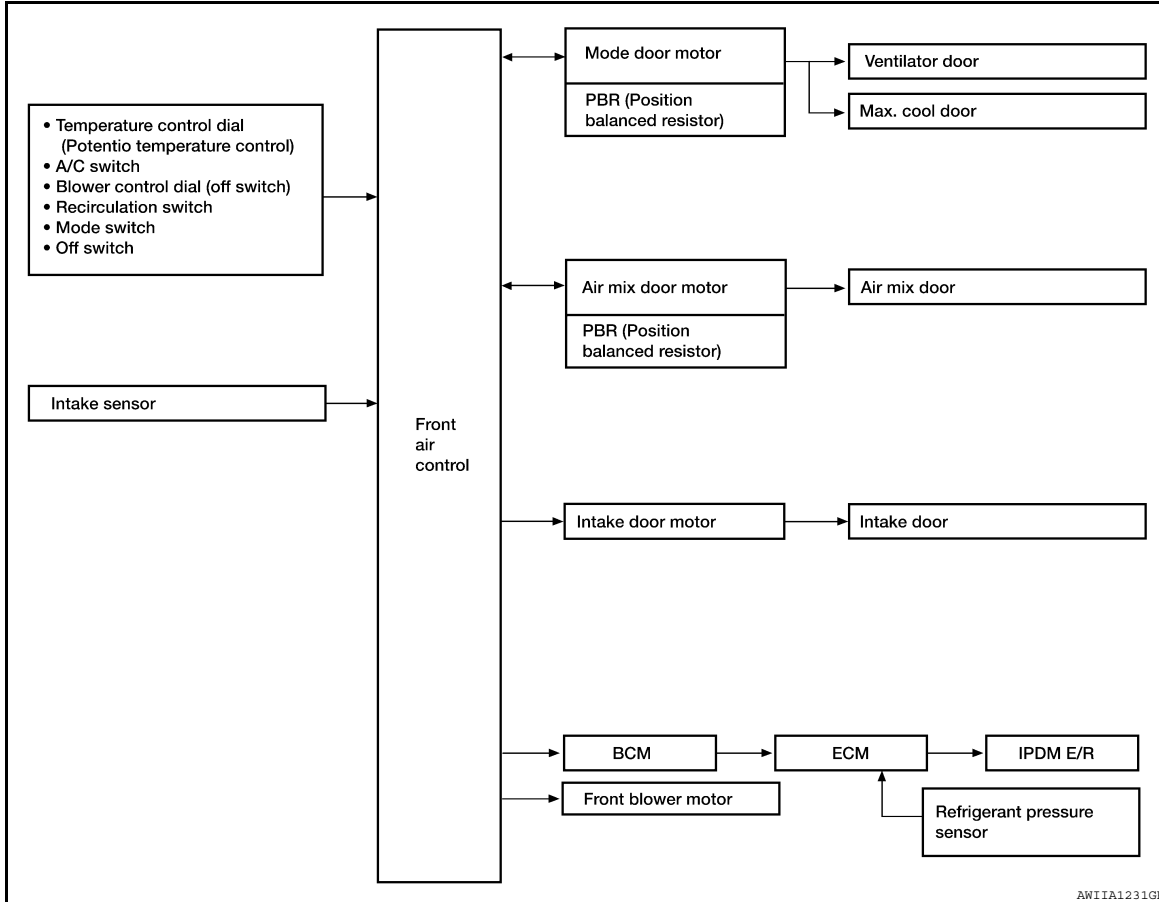 • Temperature control dial
(Potentio temperature control)
• A/C switch
• Blower control dial (off switch)
• Recirculation switch
• Mode switch
• Off switch
Intake sensor
Front
air
control
Mode door motor
PBR (Position
balanced resistor)
Ventilator door
Max. cool door
Air mix door motor
PBR (Position
balanced resistor)
Air mix door
Intake door motor
Intake door
BCM
ECM
IPDM E/R
Front blower motor
Refrigerant pressure
sensor